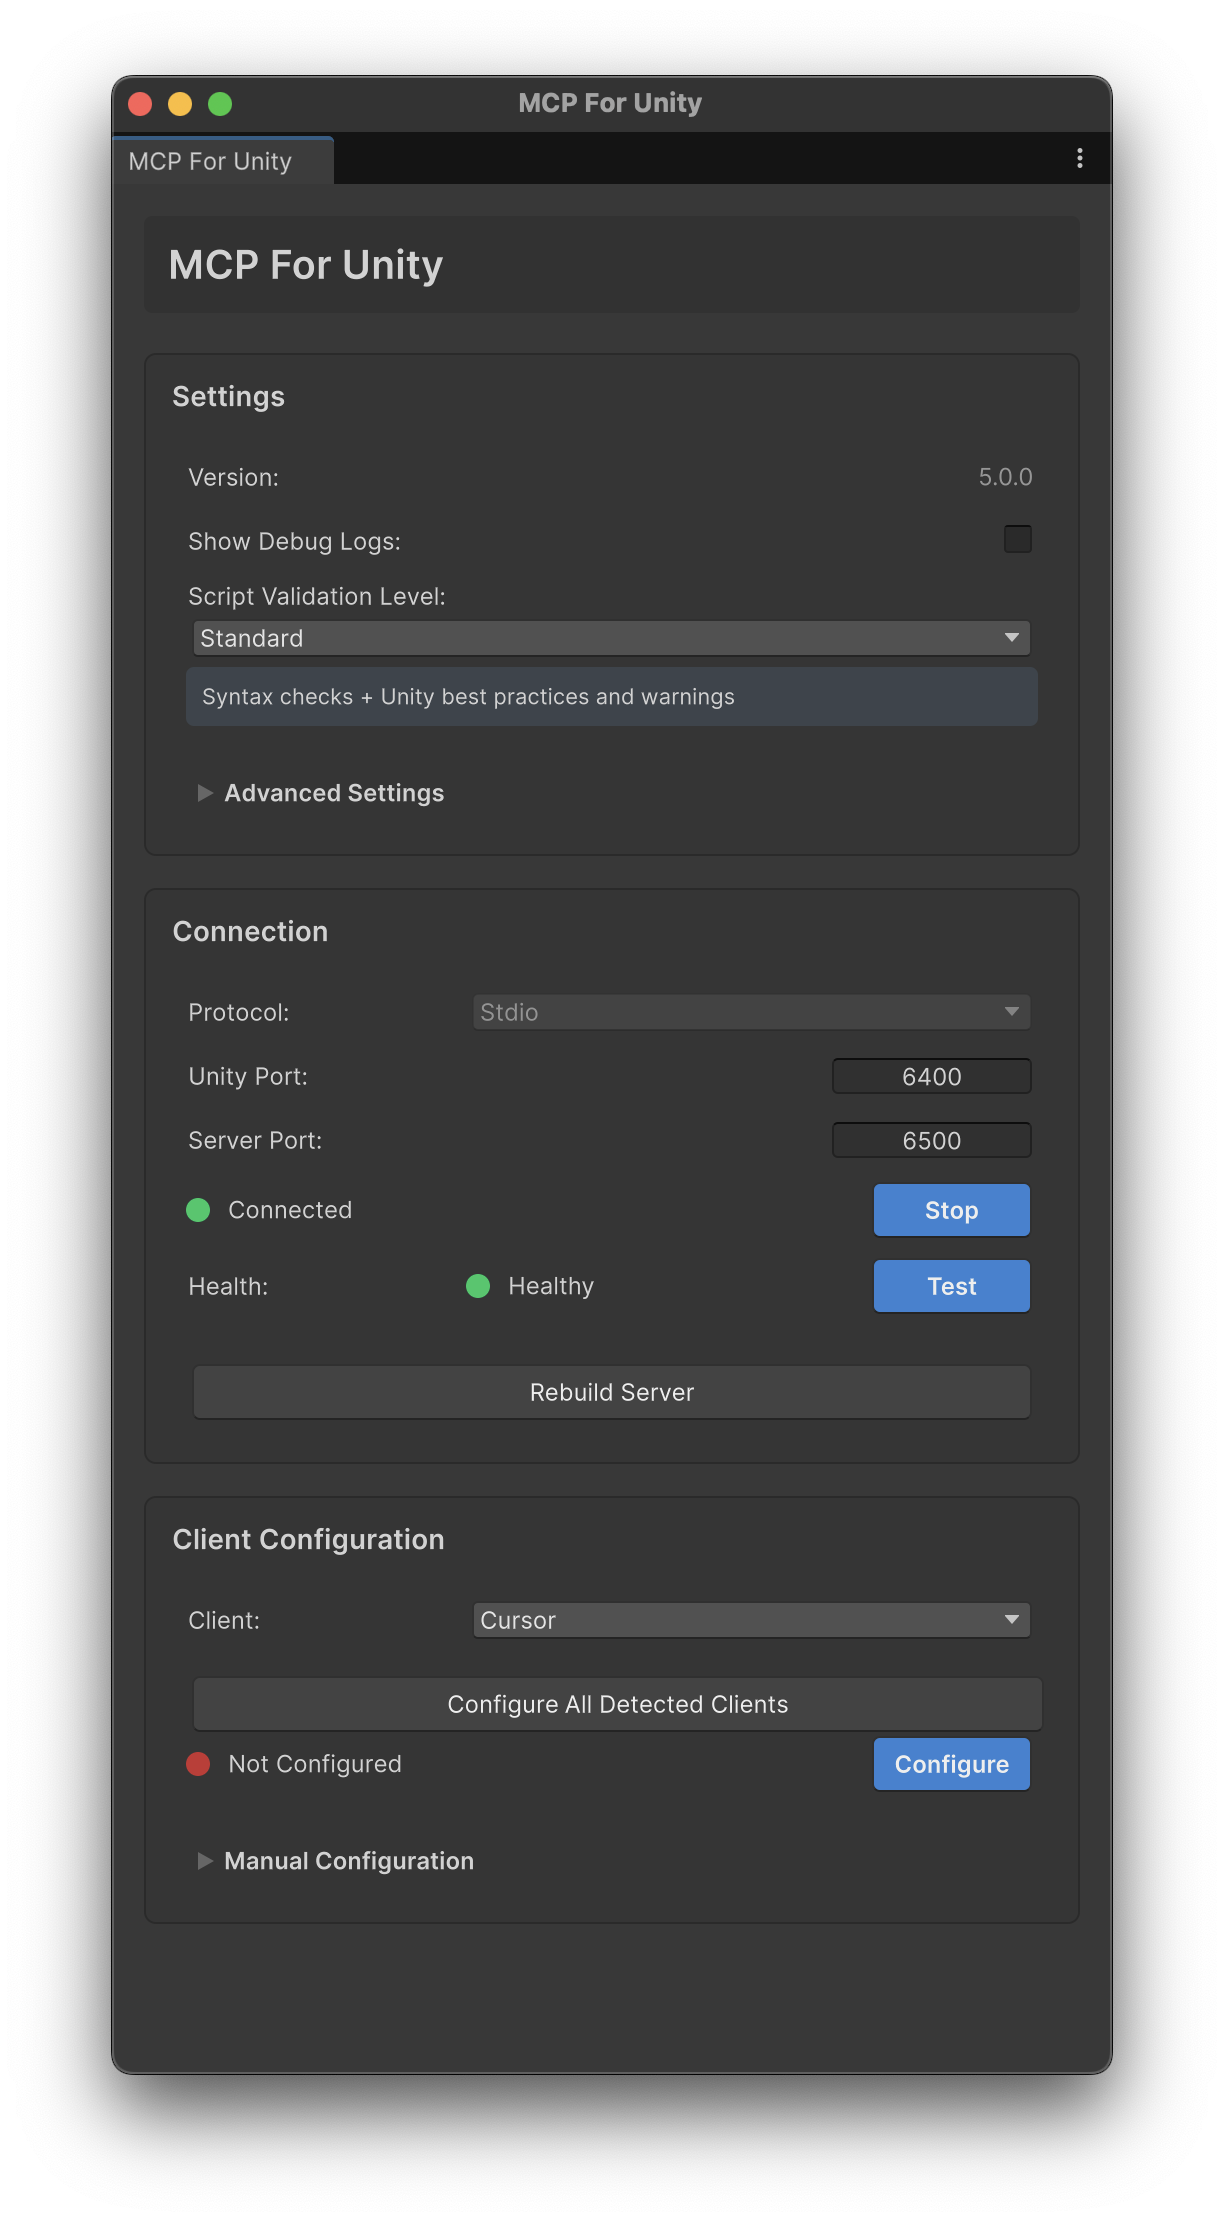 MCP For Unity
MCP For Unity
MCP For Unity
Settings
Version: 5.0.0
Show Debug Logs:
Script Validation Level:
Standard
Syntax checks + Unity best practices and warnings
Advanced Settings
Connection
Protocol: Stdio
Unity Port: 6400
Server Port: 6500
Connected Stop
Health: Healthy Test
Rebuild Server
Client Configuration
Client: Cursor
Configure All Detected Clients
Not Configured Configure
Manual Configuration